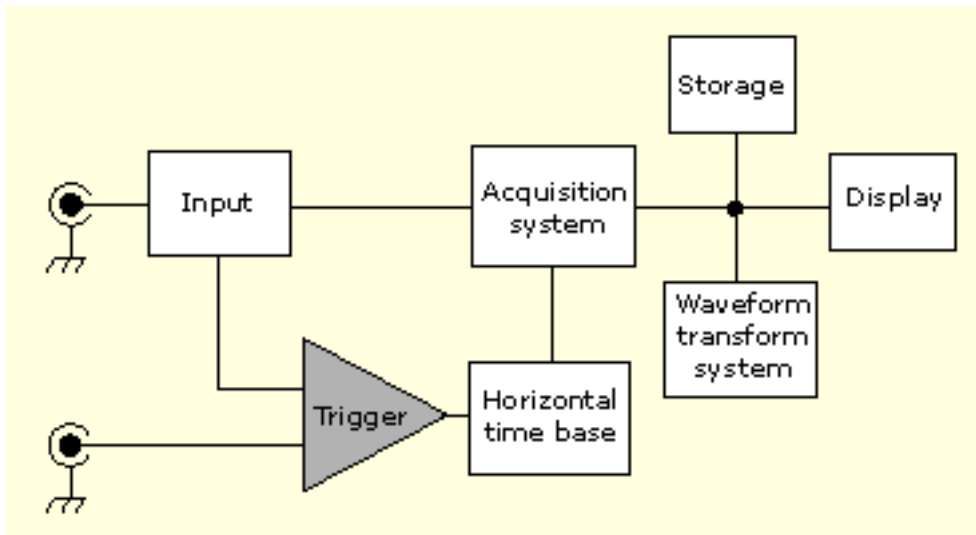 Storage
Input
Acquisition
system
Display
Waveform
transform
system
Trigger
Horizontal
time base